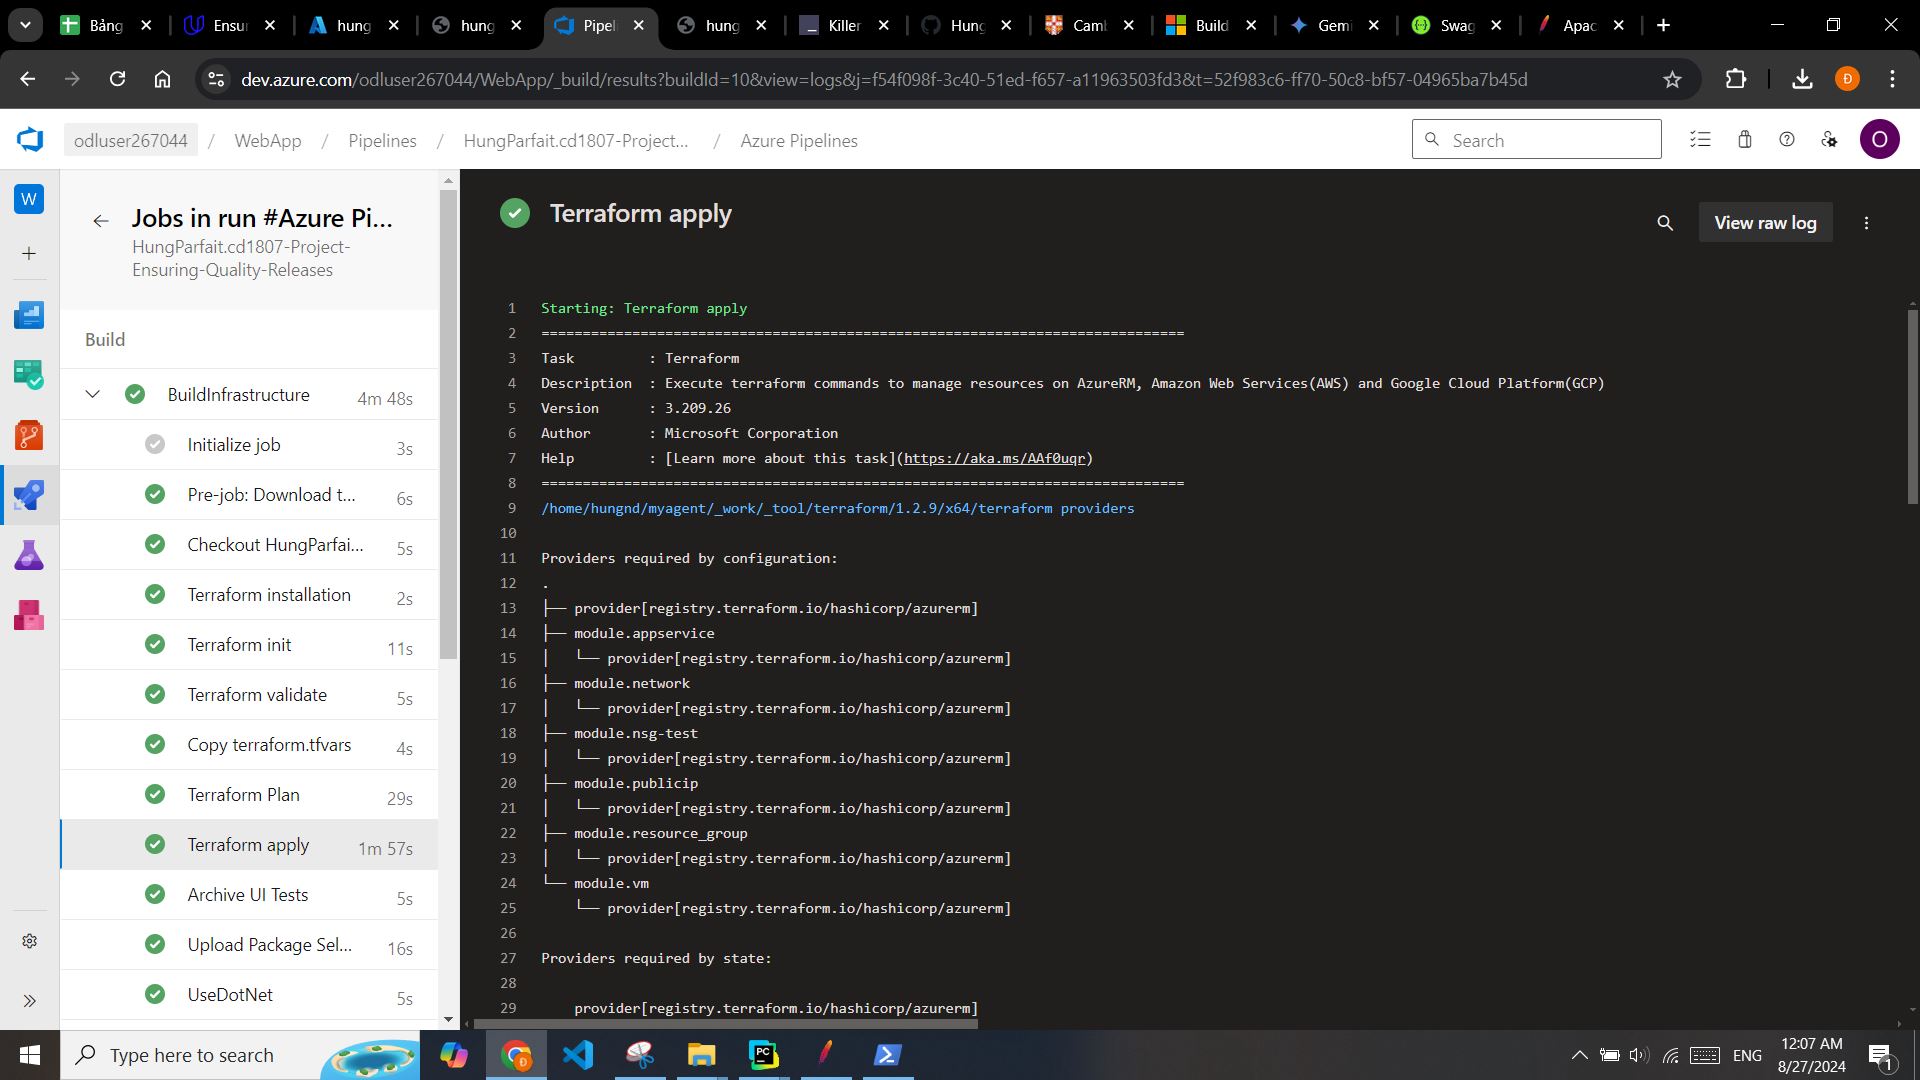 Bảng
Ensur
hung
hung
Pipeli
hung
Killer
Hung
Camb
Build
Gemi
Swag
Apac
dev.azure.com/odluser267044/WebApp/_build/results?buildId=10&view=logs&j=f54f098f-3c40-51ed-f657-a11963503fd3&t=52f983c6-ff70-50c8-bf57-04965ba7b45d
Đ
odluser267044 / WebApp / Pipelines / HungParfait.cd1807-Project... / Azure Pipelines
Search
O
W
Jobs in run #Azure Pi...
HungParfait.cd1807-Project-
Ensuring-Quality-Releases
Build
BuildInfrastructure 4m 48s
Initialize job 3s
Pre-job: Download t... 6s
Checkout HungParfai... 5s
Terraform installation 2s
Terraform init 11s
Terraform validate 5s
Copy terraform.tfvars 4s
Terraform Plan 29s
Terraform apply 1m 57s
Archive UI Tests 5s
Upload Package Sel... 16s
UseDotNet 5s
Terraform apply
View raw log
1 Starting: Terraform apply
2 ==============================================================================
3 Task : Terraform
4 Description : Execute terraform commands to manage resources on AzureRM, Amazon Web Services(AWS) and Google Cloud Platform(GCP)
5 Version : 3.209.26
6 Author : Microsoft Corporation
7 Help : [Learn more about this task](https://aka.ms/AAf0uqr)
8 ==============================================================================
9 /home/hungnd/myagent/_work/_tool/terraform/1.2.9/x64/terraform providers
10
11 Providers required by configuration:
12 .
13 ├── provider[registry.terraform.io/hashicorp/azurerm]
14 ├── module.appservice
15 │   └── provider[registry.terraform.io/hashicorp/azurerm]
16 ├── module.network
17 │   └── provider[registry.terraform.io/hashicorp/azurerm]
18 ├── module.nsg-test
19 │   └── provider[registry.terraform.io/hashicorp/azurerm]
20 ├── module.publicip
21 │   └── provider[registry.terraform.io/hashicorp/azurerm]
22 ├── module.resource_group
23 │   └── provider[registry.terraform.io/hashicorp/azurerm]
24 └── module.vm
25     └── provider[registry.terraform.io/hashicorp/azurerm]
26
27 Providers required by state:
28
29     provider[registry.terraform.io/hashicorp/azurerm]
Type here to search
PC
ENG
12:07 AM
8/27/2024
1